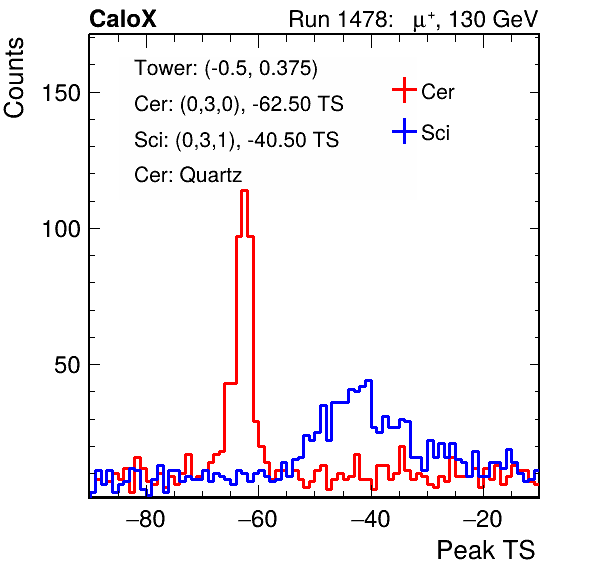 CaloX Run 1478: μ⁺, 130 GeV
Counts
Tower: (-0.5, 0.375)
Cer: (0,3,0), -62.50 TS
Sci: (0,3,1), -40.50 TS
Cer: Quartz
Cer
Sci
150
100
50
−80 −60 −40 −20
Peak TS